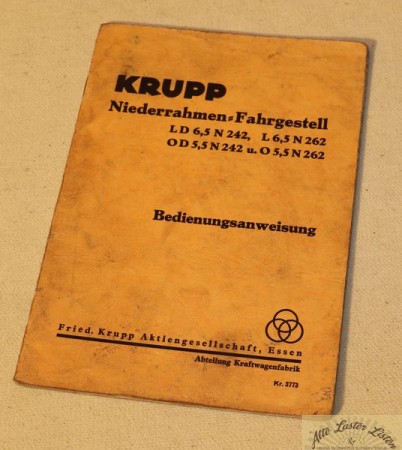 KRUPP
Niederrahmen=Fahrgestell
LD 6,5 N 242, L 6,5 N 262
OD 5,5 N 242 u. O 5,5 N 262
Bedienungsanweisung
Fried. Krupp Aktiengesellschaft, Essen
Abteilung Kraftwagenfabrik
Kr. 3773
Alte Laster Listen